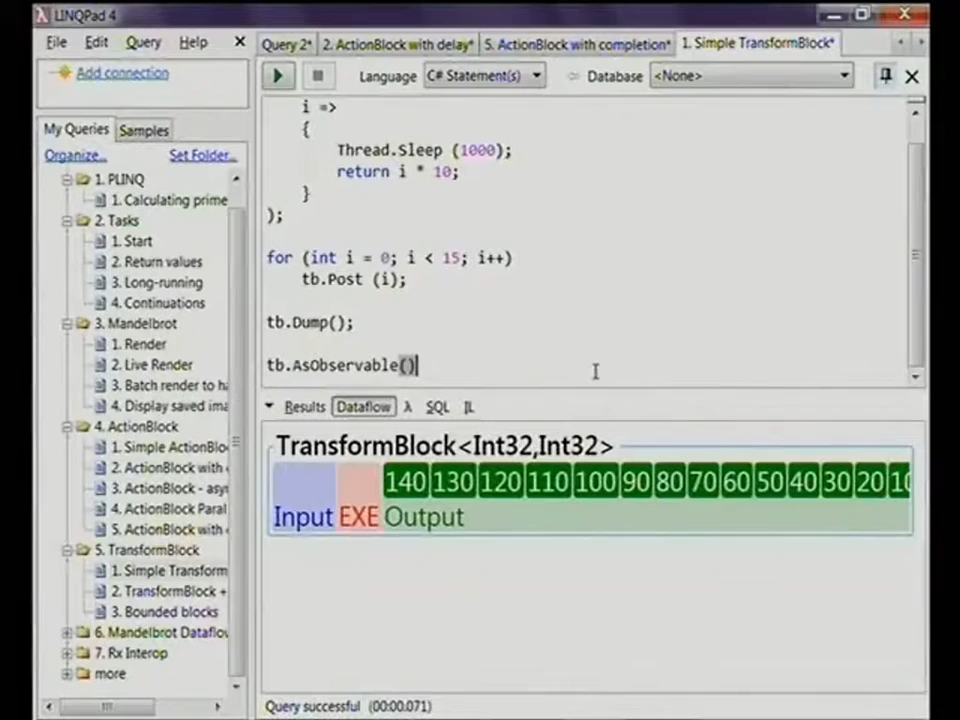 LINQPad 4
File Edit Query Help
Add connection
My Queries Samples
Organize... Set Folder...
1. PLINQ
1. Calculating prime
2. Tasks
1. Start
2. Return values
3. Long-running
4. Continuations
3. Mandelbrot
1. Render
2. Live Render
3. Batch render to ha
4. Display saved ima
4. ActionBlock
1. Simple ActionBlo
2. ActionBlock with
3. ActionBlock - asy
4. ActionBlock Paral
5. ActionBlock with
5. TransformBlock
1. Simple Transform
2. TransformBlock +
3. Bounded blocks
6. Mandelbrot Dataflow
7. Rx Interop
more
Query 2* 2. ActionBlock with delay* 5. ActionBlock with completion* 1. Simple TransformBlock*
Language C# Statement(s) Database <None>
i =>
{
Thread.Sleep (1000);
return i * 10;
}
);
for (int i = 0; i < 15; i++)
tb.Post (i);
tb.Dump();
tb.AsObservable()
Results Dataflow λ SQL IL
TransformBlock<Int32,Int32>
140 130 120 110 100 90 80 70 60 50 40 30 20 10
Input EXE Output
Query successful (00:00.071)